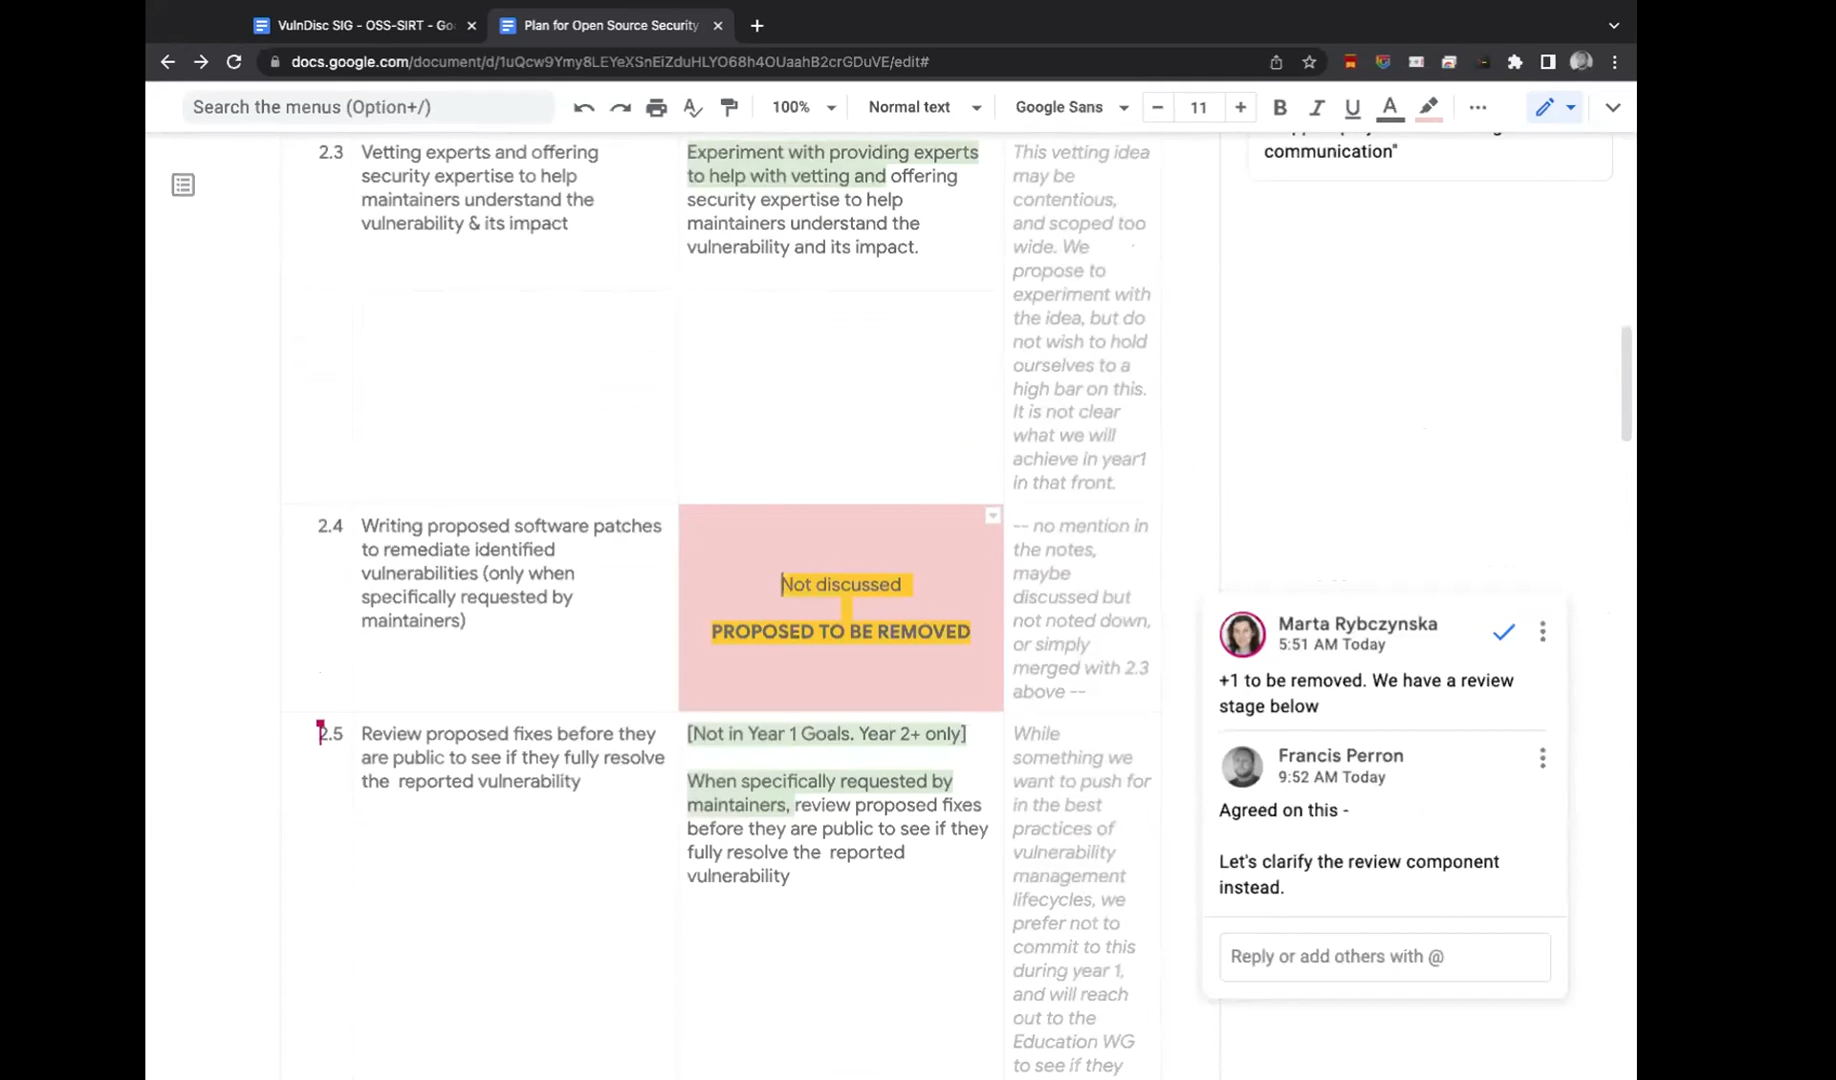 VulnDisc SIG - OSS-SIRT - Go
Plan for Open Source Security
docs.google.com/document/d/1uQcw9Ymy8LEYeXSnEiZduHLYO68h4OUaahB2crGDuVE/edit#
Search the menus (Option+/)
100%
Normal text
Google Sans
11
B
I
U
A
communication"
2.3
Vetting experts and offering
security expertise to help
maintainers understand the
vulnerability & its impact
Experiment with providing experts
to help with vetting and offering
security expertise to help
maintainers understand the
vulnerability and its impact.
This vetting idea
may be
contentious,
and scoped too
wide. We
propose to
experiment with
the idea, but do
not wish to hold
ourselves to a
high bar on this.
It is not clear
what we will
achieve in year1
in that front.
2.4
Writing proposed software patches
to remediate identified
vulnerabilities (only when
specifically requested by
maintainers)
Not discussed
PROPOSED TO BE REMOVED
-- no mention in
the notes,
maybe
discussed but
not noted down,
or simply
merged with 2.3
above --
2.5
Review proposed fixes before they
are public to see if they fully resolve
the reported vulnerability
[Not in Year 1 Goals. Year 2+ only]
When specifically requested by
maintainers, review proposed fixes
before they are public to see if they
fully resolve the reported
vulnerability
While
something we
want to push for
in the best
practices of
vulnerability
management
lifecycles, we
prefer not to
commit to this
during year 1,
and will reach
out to the
Education WG
to see if they
Marta Rybczynska
5:51 AM Today
+1 to be removed. We have a review
stage below
Francis Perron
9:52 AM Today
Agreed on this -
Let's clarify the review component
instead.
Reply or add others with @